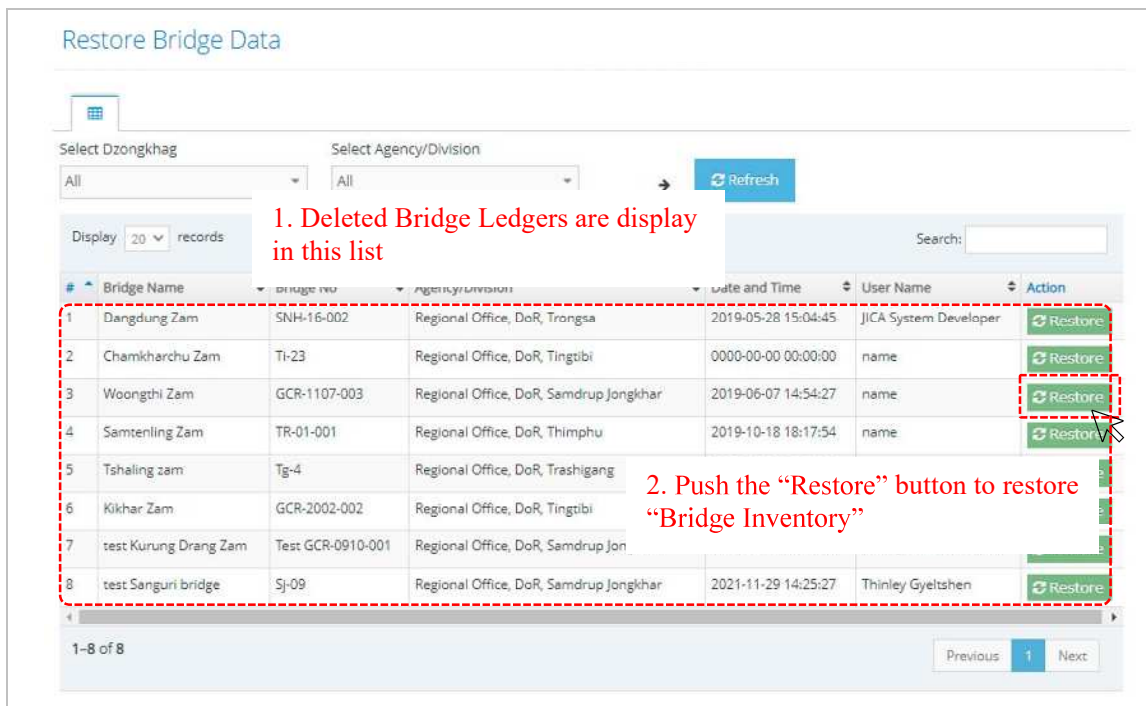 Restore Bridge Data
Select Dzongkhag Select Agency/Division
All All Refresh
1. Deleted Bridge Ledgers are display
in this list
Display 20 records Search:
# Bridge Name Bridge No Agency/Division Date and Time User Name Action
1 Dangdung Zam SNH-16-002 Regional Office, DoR, Trongsa 2019-05-28 15:04:45 JICA System Developer Restore
2 Chamkharchu Zam Ti-23 Regional Office, DoR, Tingtibi 0000-00-00 00:00:00 name Restore
3 Woongthi Zam GCR-1107-003 Regional Office, DoR, Samdrup Jongkhar 2019-06-07 14:54:27 name Restore
4 Samtenling Zam TR-01-001 Regional Office, DoR, Thimphu 2019-10-18 18:17:54 name Restore
5 Tshaling zam Tg-4 Regional Office, DoR, Trashigang
2. Push the “Restore” button to restore
“Bridge Inventory”
6 Kikhar Zam GCR-2002-002 Regional Office, DoR, Tingtibi
7 test Kurung Drang Zam Test GCR-0910-001 Regional Office, DoR, Samdrup Jon
8 test Sanguri bridge Sj-09 Regional Office, DoR, Samdrup Jongkhar 2021-11-29 14:25:27 Thinley Gyeltshen Restore
1–8 of 8 Previous 1 Next